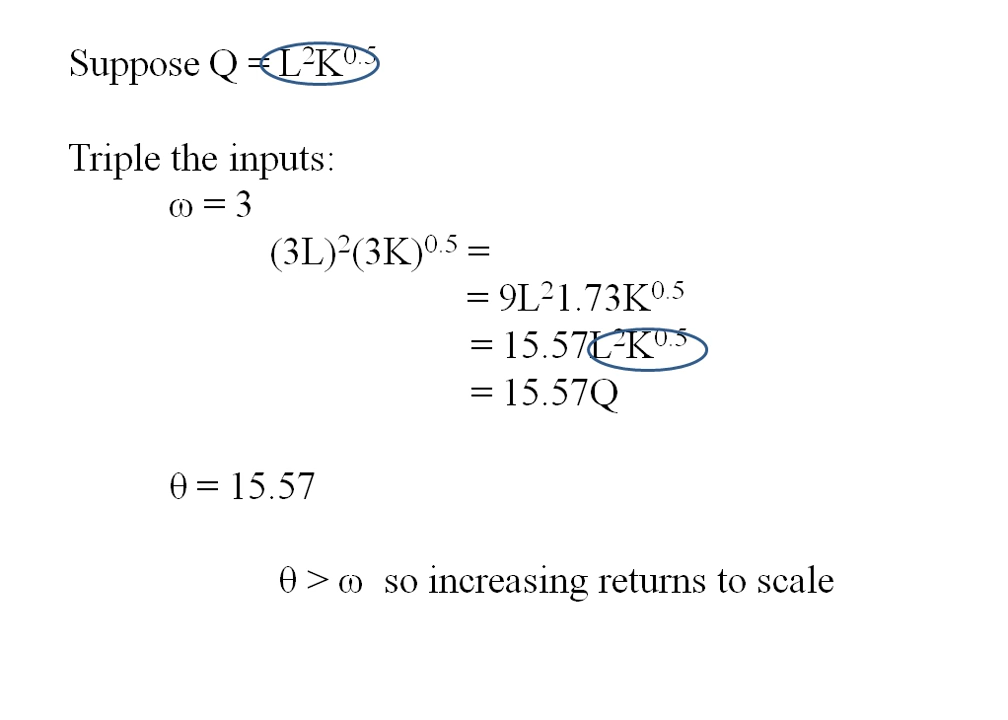 Suppose Q = L²K⁰·⁵
Triple the inputs:
ω = 3
(3L)²(3K)⁰·⁵ =
= 9L²1.73K⁰·⁵
= 15.57L²K⁰·⁵
= 15.57Q
θ = 15.57
θ > ω so increasing returns to scale